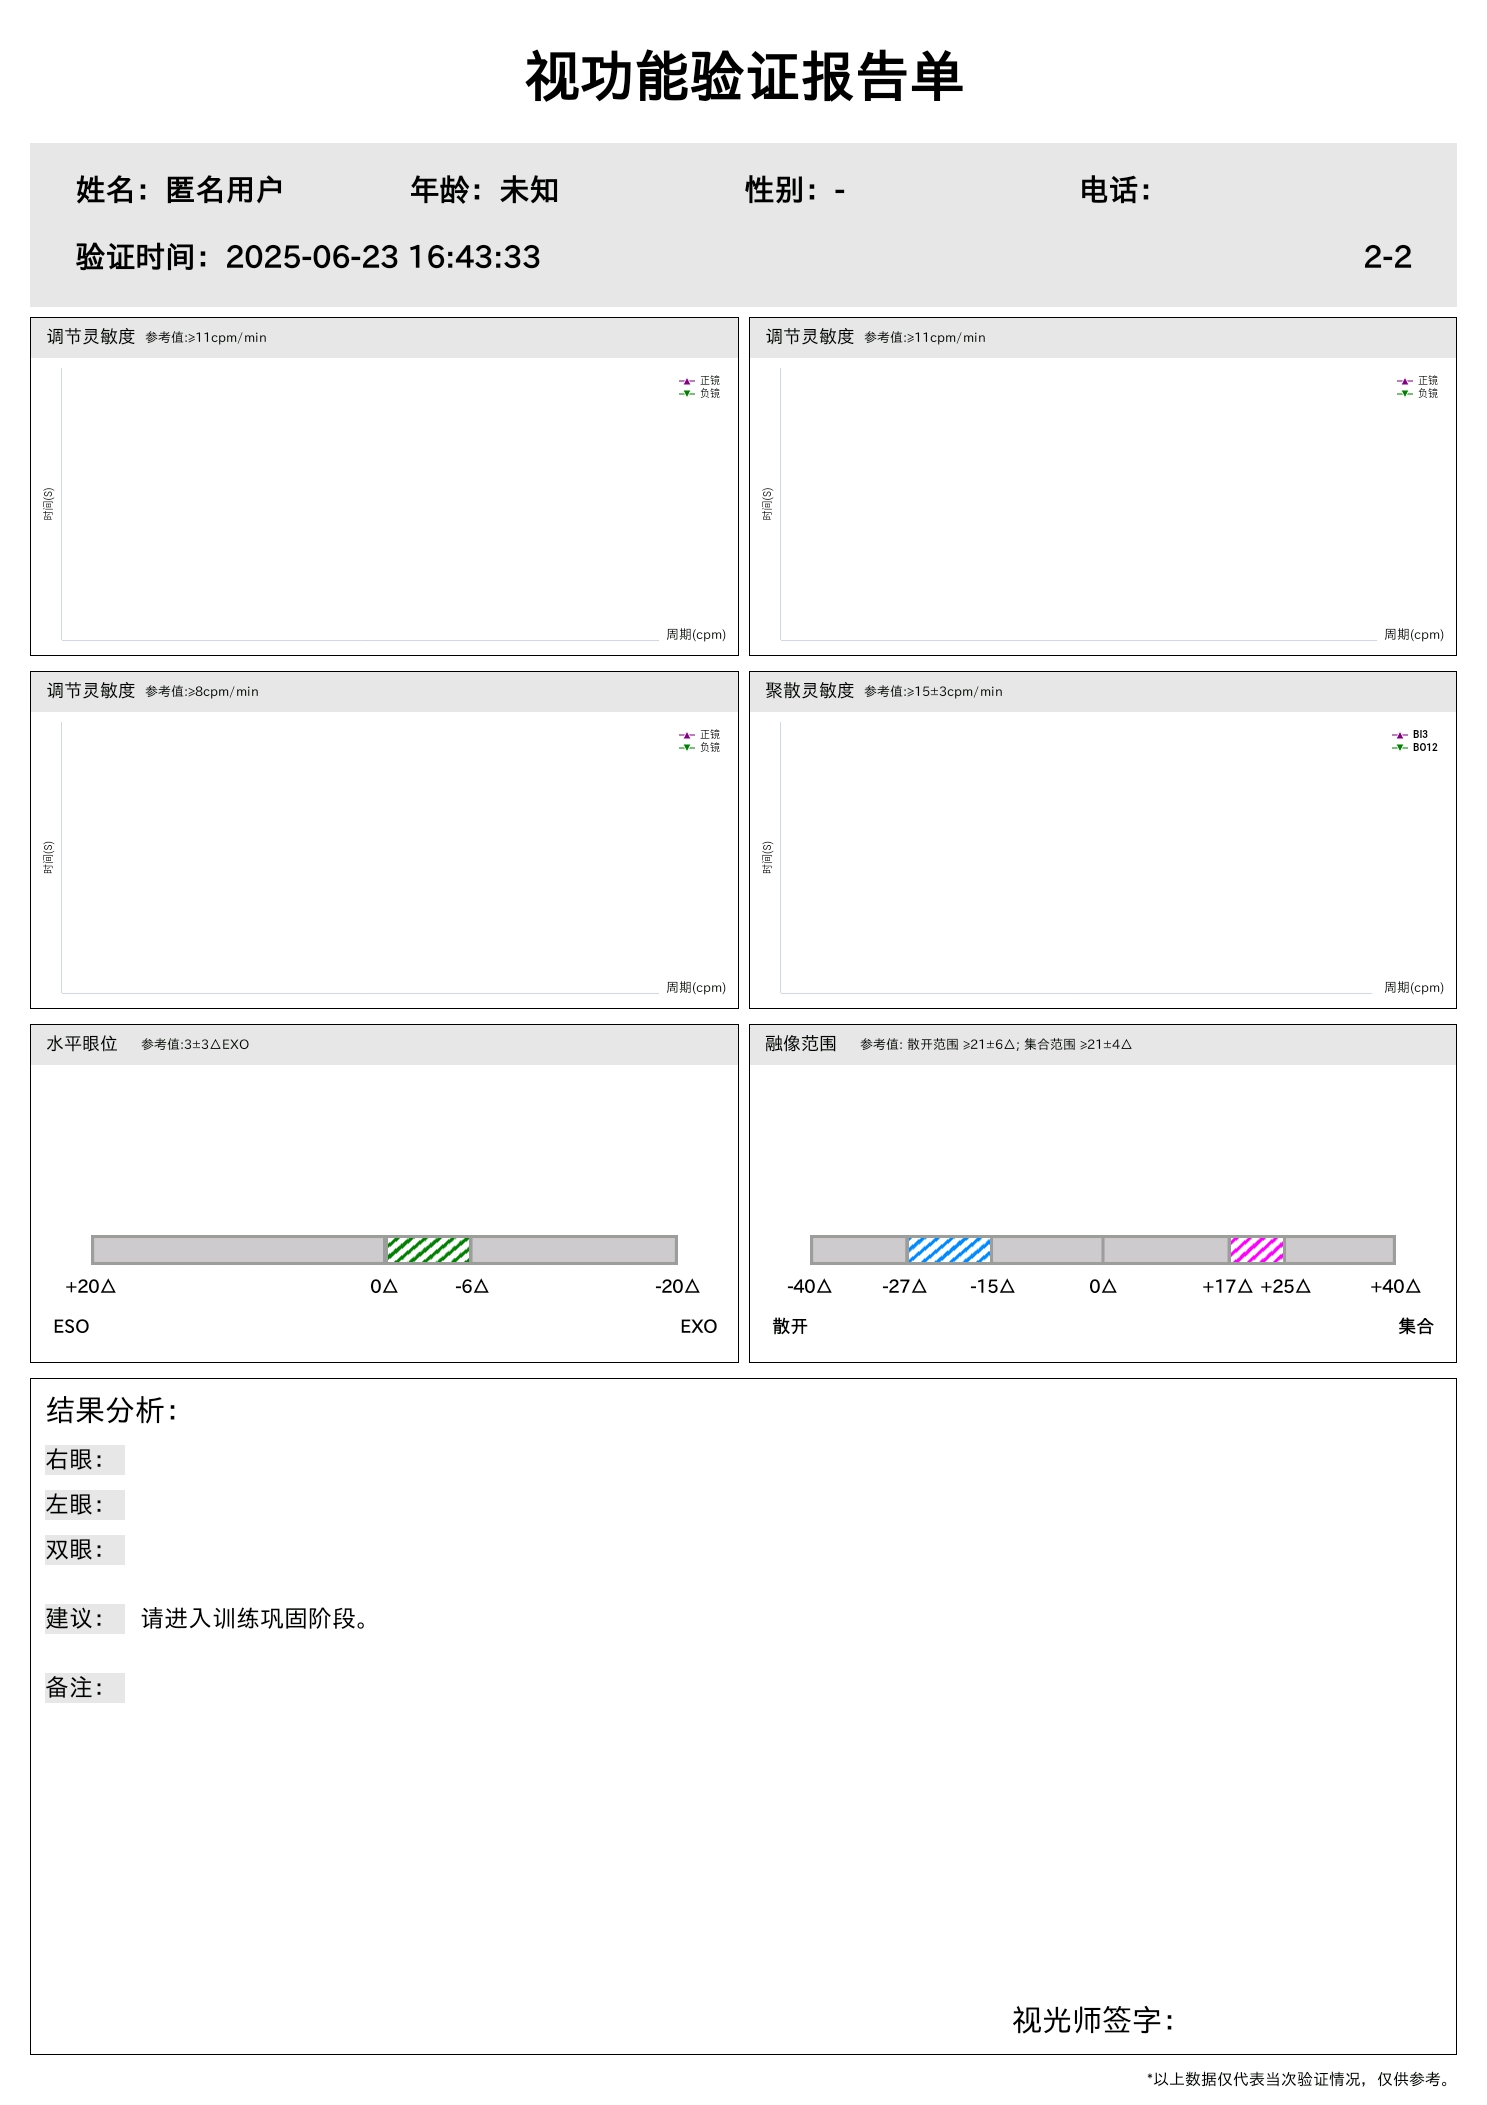 视功能验证报告单
姓名：匿名用户 年龄：未知 性别：- 电话：
验证时间：2025-06-23 16:43:33 2-2
调节灵敏度 参考值:≥11cpm/min
正镜
负镜
时间(S)
周期(cpm)
调节灵敏度 参考值:≥11cpm/min
正镜
负镜
时间(S)
周期(cpm)
调节灵敏度 参考值:≥8cpm/min
正镜
负镜
时间(S)
周期(cpm)
聚散灵敏度 参考值:≥15±3cpm/min
BI3
BO12
时间(S)
周期(cpm)
水平眼位 参考值:3±3△EXO
+20△ 0△ -6△ -20△
ESO EXO
融像范围 参考值: 散开范围 ≥21±6△; 集合范围 ≥21±4△
-40△ -27△ -15△ 0△ +17△ +25△ +40△
散开 集合
结果分析：
右眼：
左眼：
双眼：
建议： 请进入训练巩固阶段。
备注：
视光师签字：
*以上数据仅代表当次验证情况，仅供参考。